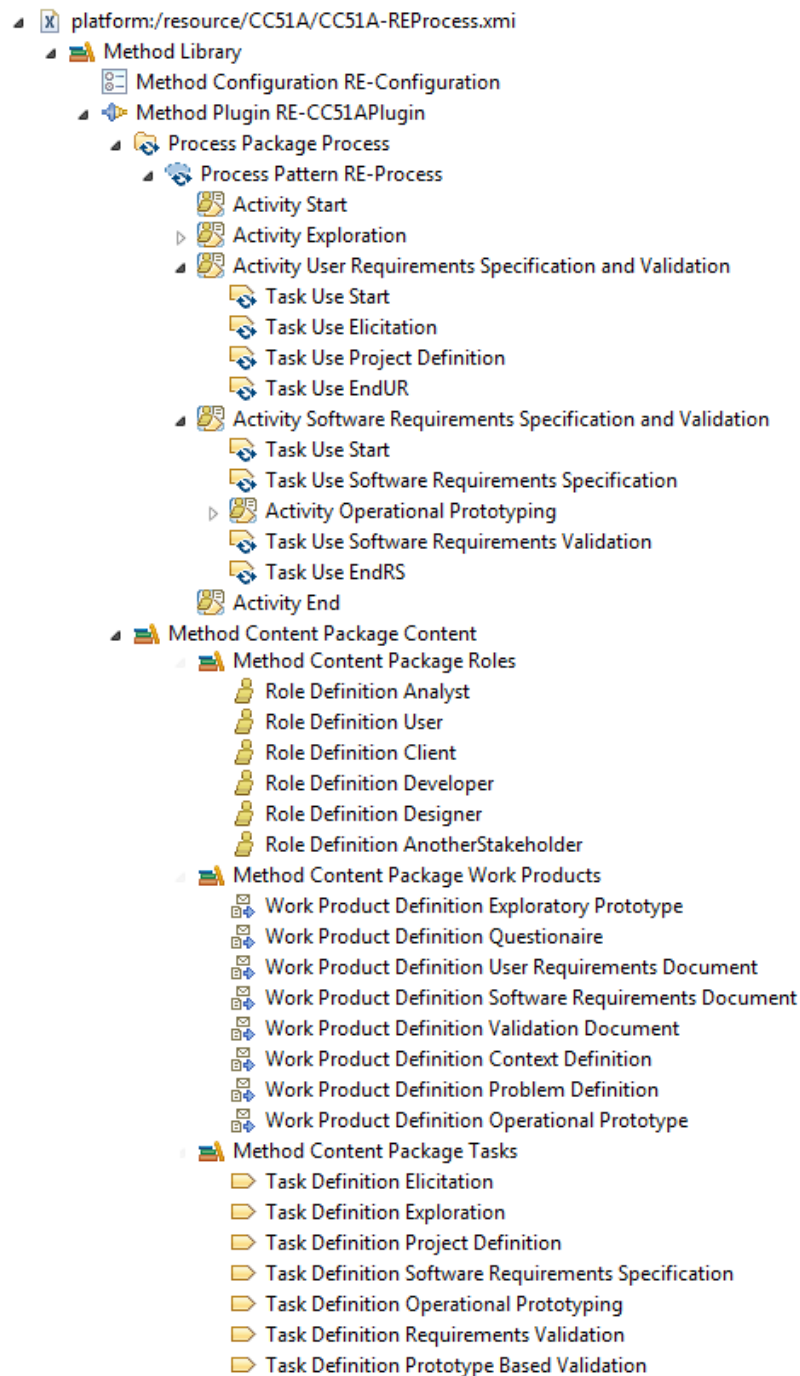 platform:/resource/CC51A/CC51A-REProcess.xmi
Method Library
Method Configuration RE-Configuration
Method Plugin RE-CC51APlugin
Process Package Process
Process Pattern RE-Process
Activity Start
Activity Exploration
Activity User Requirements Specification and Validation
Task Use Start
Task Use Elicitation
Task Use Project Definition
Task Use EndUR
Activity Software Requirements Specification and Validation
Task Use Start
Task Use Software Requirements Specification
Activity Operational Prototyping
Task Use Software Requirements Validation
Task Use EndRS
Activity End
Method Content Package Content
Method Content Package Roles
Role Definition Analyst
Role Definition User
Role Definition Client
Role Definition Developer
Role Definition Designer
Role Definition AnotherStakeholder
Method Content Package Work Products
Work Product Definition Exploratory Prototype
Work Product Definition Questionaire
Work Product Definition User Requirements Document
Work Product Definition Software Requirements Document
Work Product Definition Validation Document
Work Product Definition Context Definition
Work Product Definition Problem Definition
Work Product Definition Operational Prototype
Method Content Package Tasks
Task Definition Elicitation
Task Definition Exploration
Task Definition Project Definition
Task Definition Software Requirements Specification
Task Definition Operational Prototyping
Task Definition Requirements Validation
Task Definition Prototype Based Validation